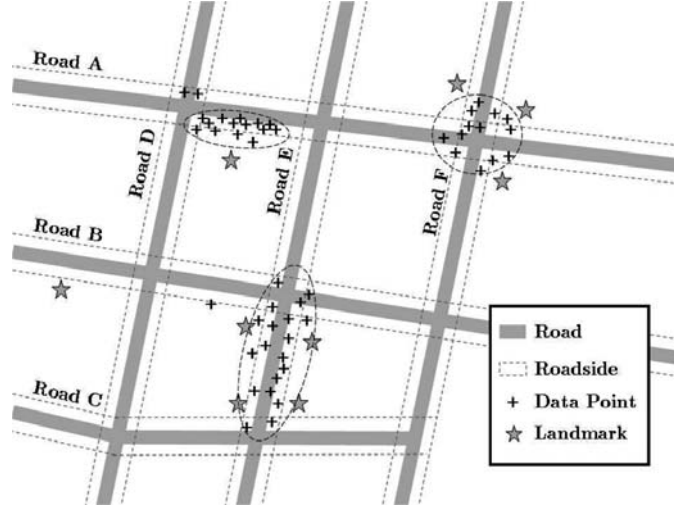 Road A
Road D
Road E
Road F
Road B
Road C
Road
Roadside
Data Point
Landmark